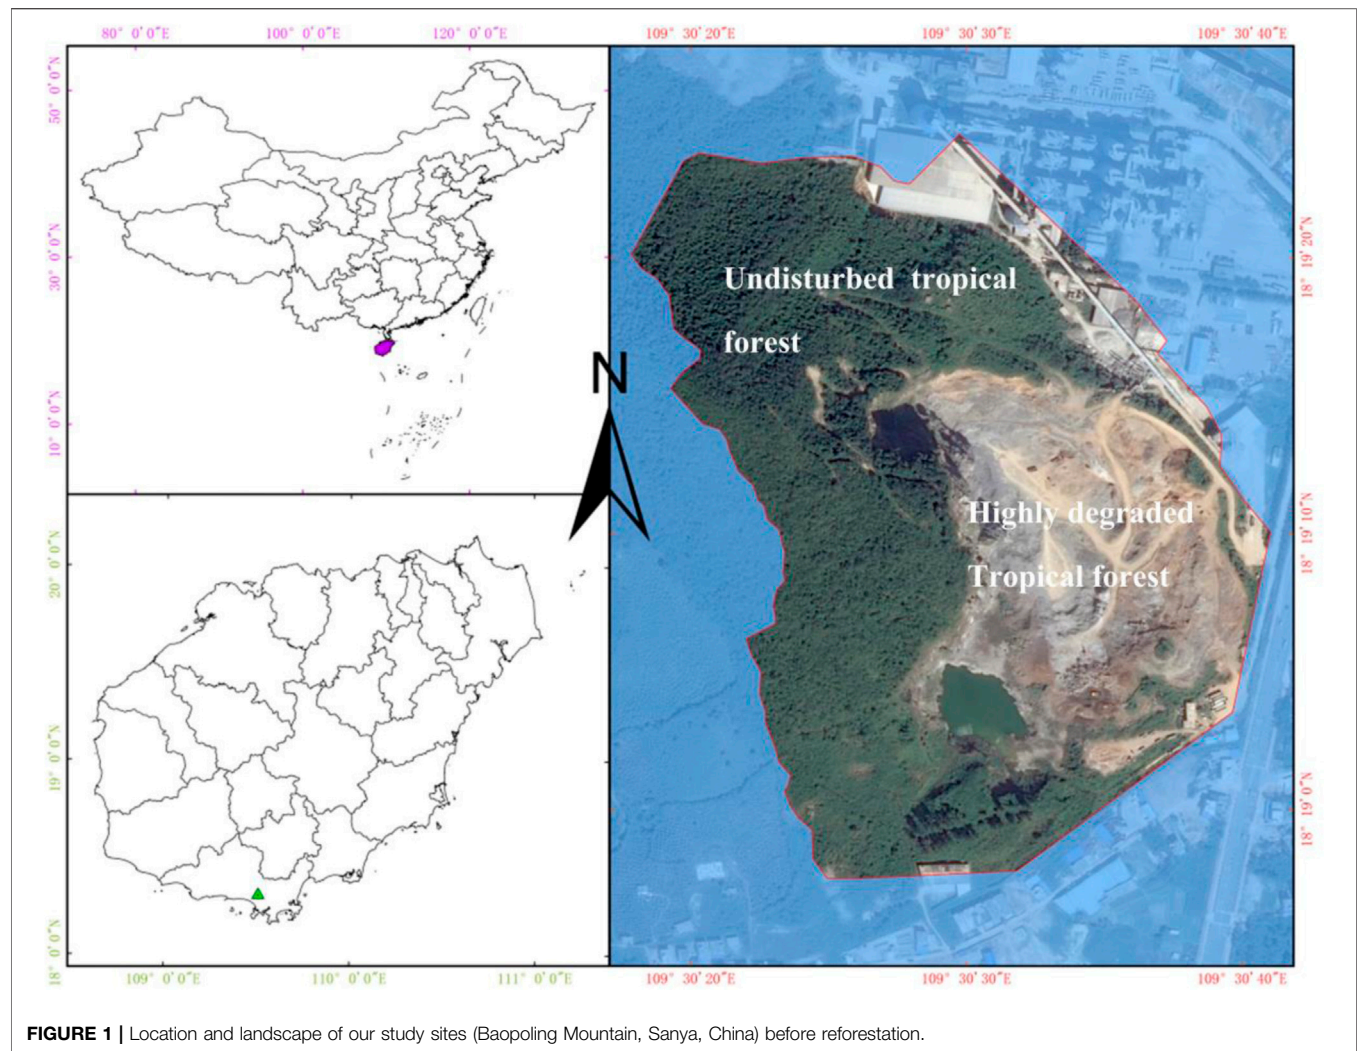 80° 0′0″E 100° 0′0″E 120° 0′0″E 109° 30′20″E 109° 30′30″E 109° 30′40″E
50° 0′0″N
30° 0′0″N
10° 0′0″N
18° 19′20″N
Undisturbed tropical
forest
N
18° 19′10″N
Highly degraded
Tropical forest
20° 0′0″N
19° 0′0″N
18° 0′0″N
18° 19′0″N
109° 0′0″E 110° 0′0″E 111° 0′0″E 109° 30′20″E 109° 30′30″E 109° 30′40″E
FIGURE 1 | Location and landscape of our study sites (Baopoling Mountain, Sanya, China) before reforestation.